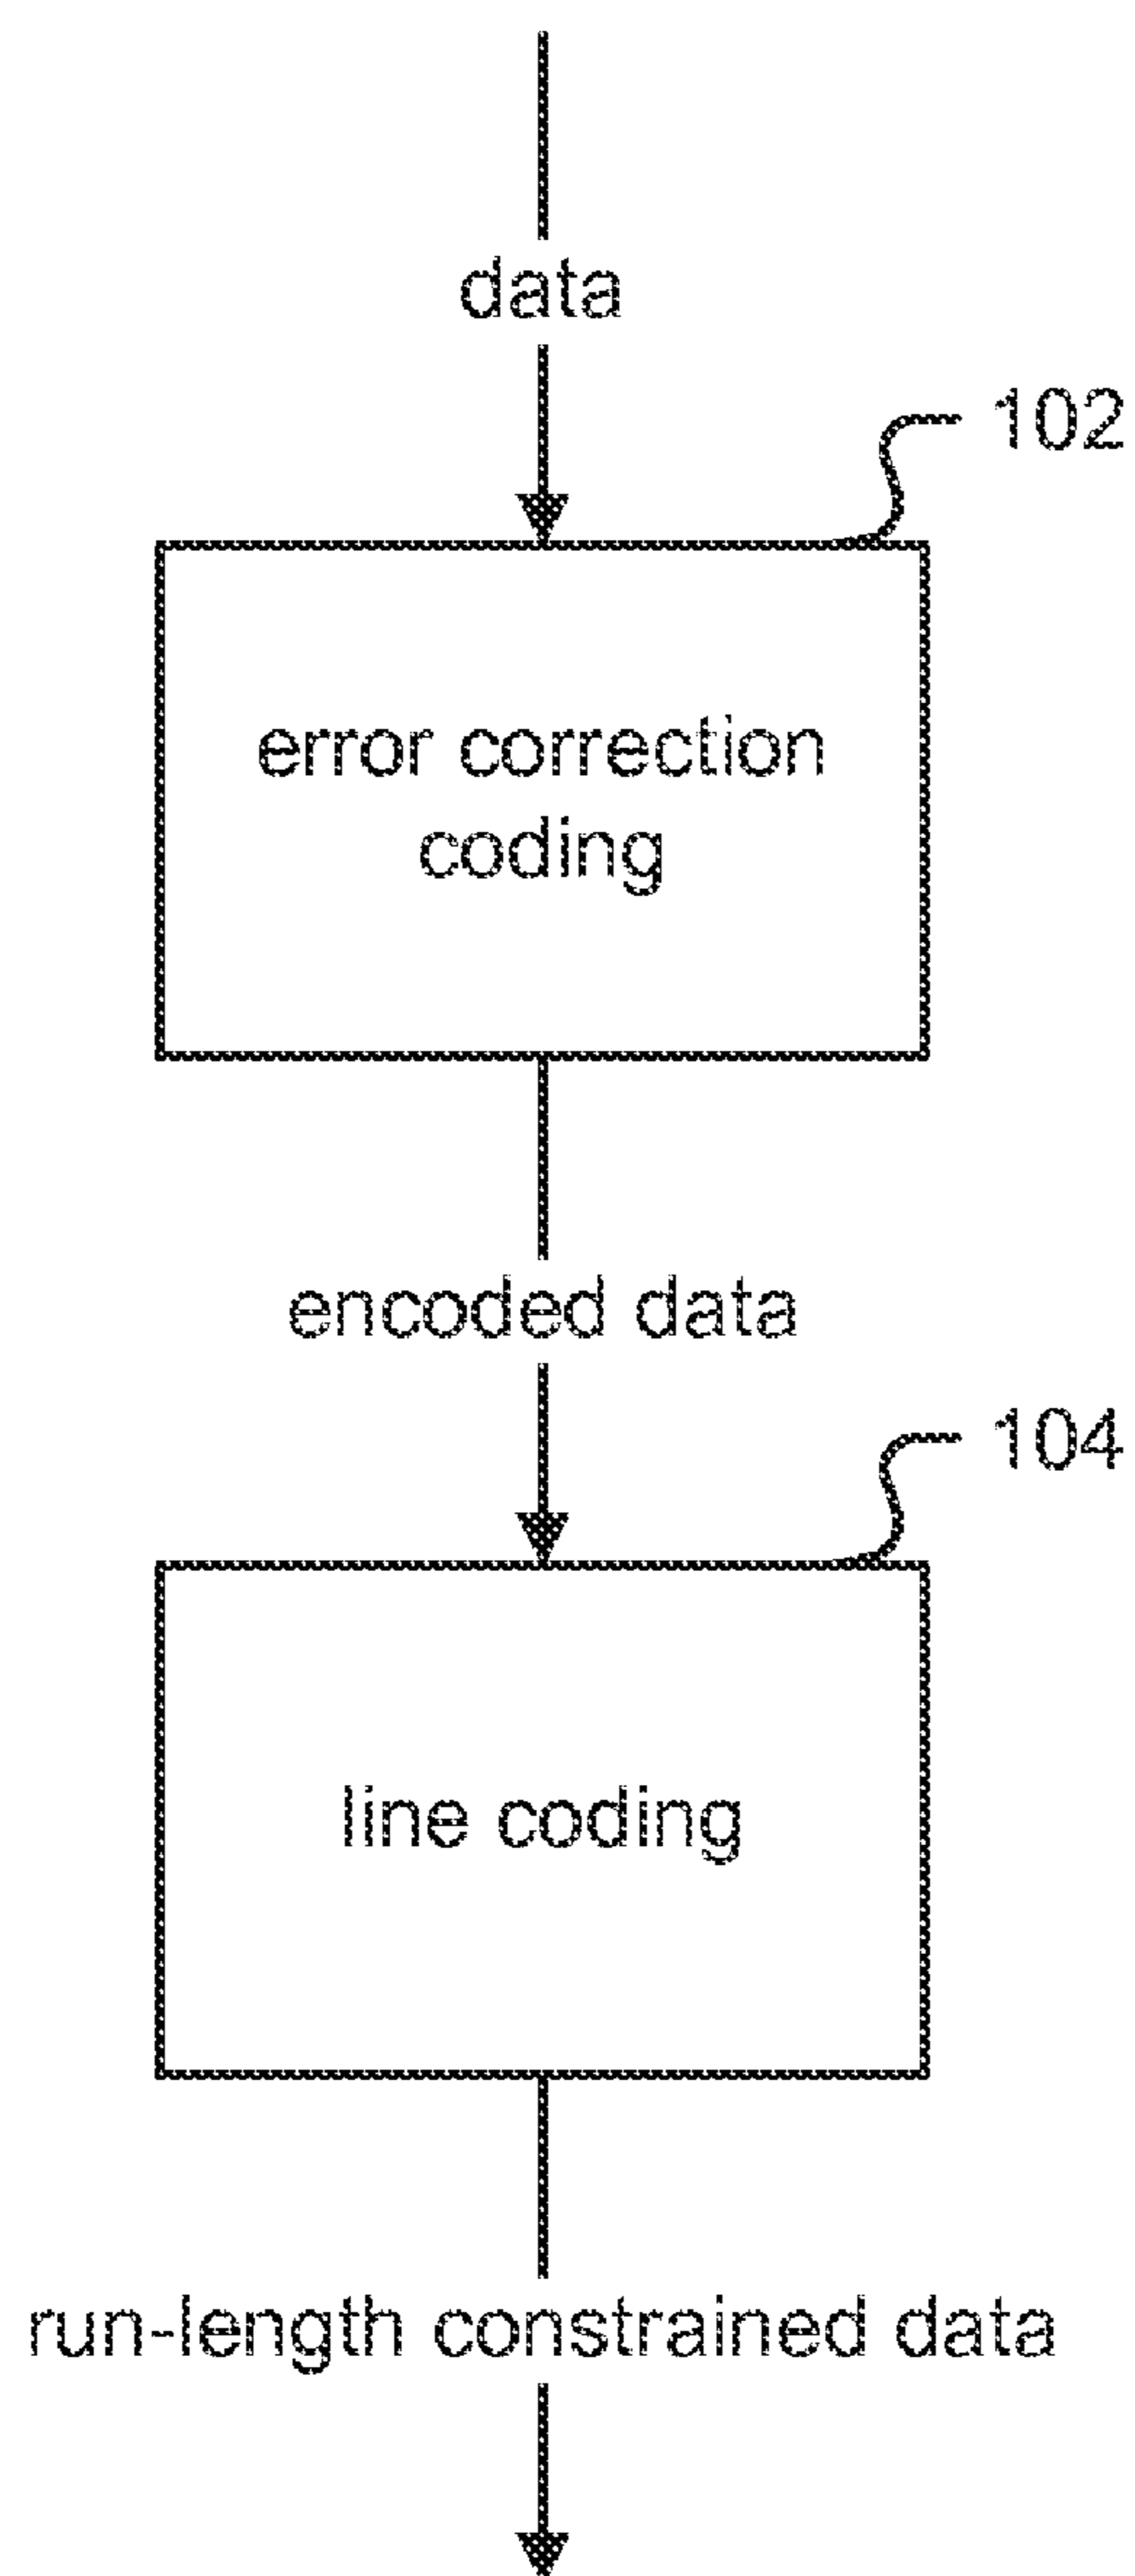 data
102
error correction
coding
encoded data
104
line coding
run-length constrained data